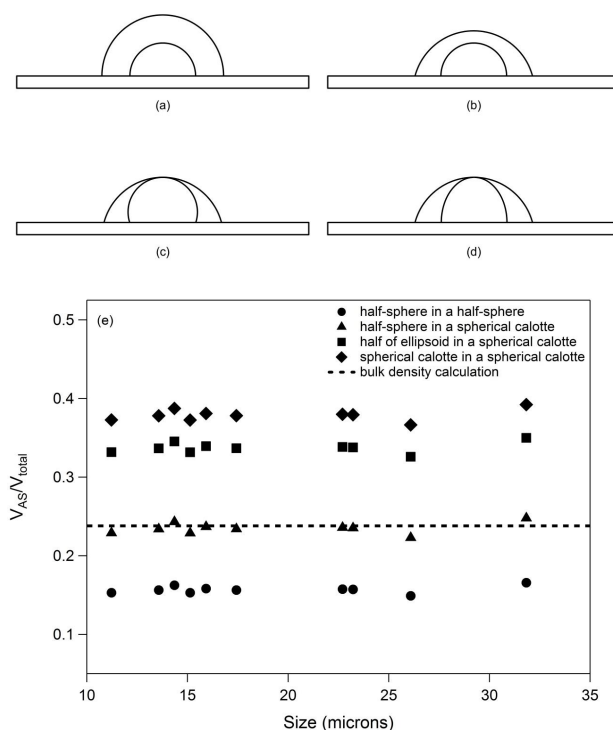 (a)
(b)
(c)
(d)
(e)
half-sphere in a half-sphere
half-sphere in a spherical calotte
half of ellipsoid in a spherical calotte
spherical calotte in a spherical calotte
bulk density calculation
0.5
0.4
0.3
0.2
0.1
V_AS/V_total
10
15
20
25
30
35
Size (microns)